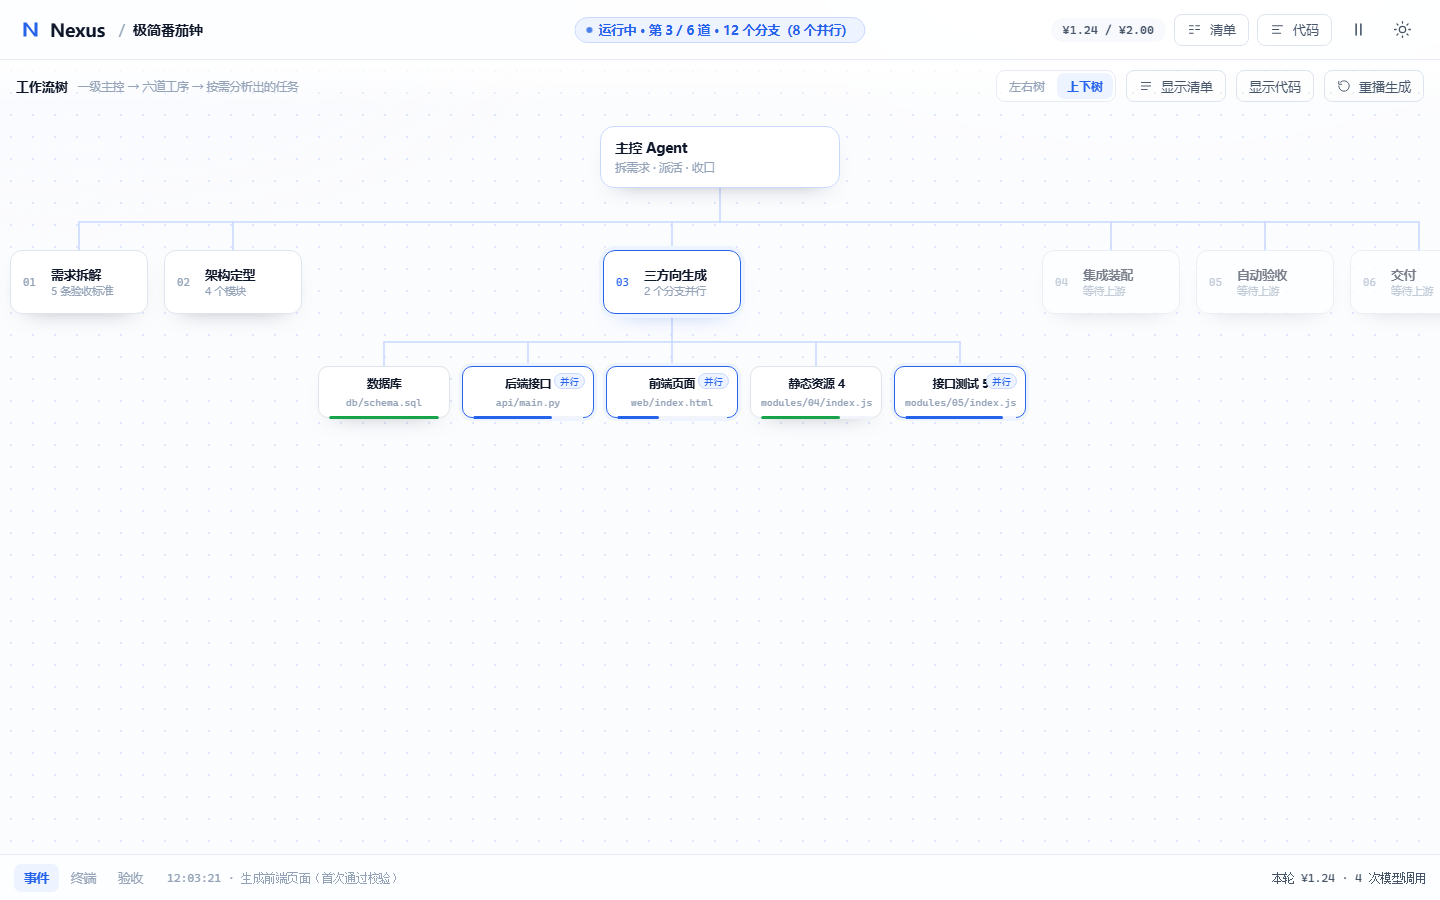 Nexus / 极简番茄钟
运行中 • 第 3 / 6 道 • 12 个分支 (8 个并行)
¥1.24 / ¥2.00
清单
代码
工作流树 一级主控 → 六道工序 → 按需分析出的任务
左右树
上下树
显示清单
显示代码
重播生成
主控 Agent
拆需求 · 派活 · 收口
01 需求拆解
5 条验收标准
02 架构定型
4 个模块
03 三方向生成
2 个分支并行
04 集成装配
等待上游
05 自动验收
等待上游
06 交付
等待上游
数据库
db/schema.sql
后端接口 并行
api/main.py
前端页面 并行
web/index.html
静态资源 4
modules/04/index.js
接口测试 5 并行
modules/05/index.js
事件
终端
验收
12:03:21 · 生成前端页面（首次通过校验）
本轮 ¥1.24 · 4 次模型调用